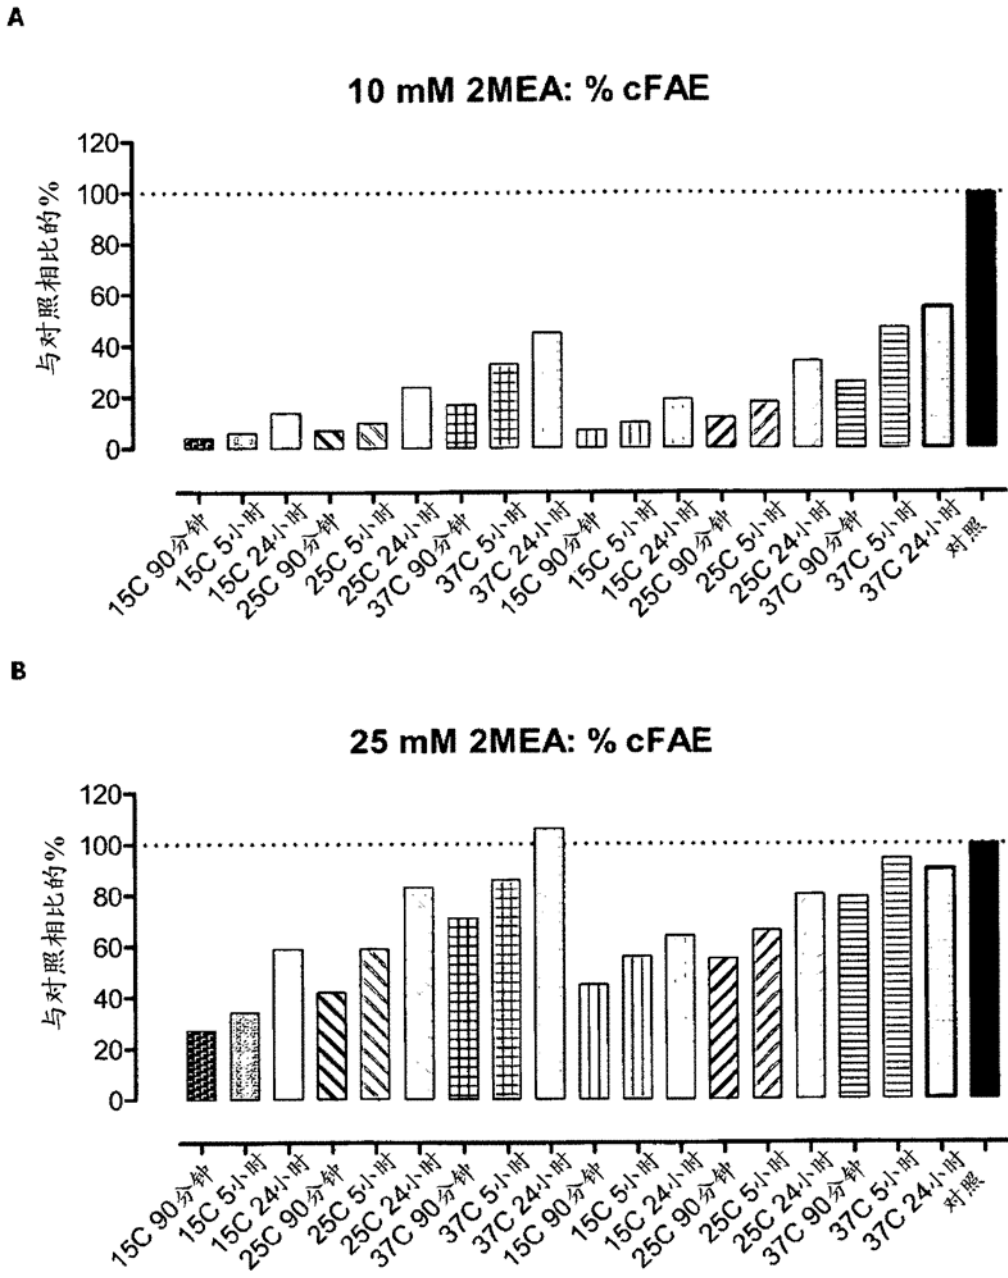 A
10 mM 2MEA: % cFAE
与对照相比的%
120
100
80
60
40
20
0
15C 90分钟
15C 5小时
15C 24小时
25C 90分钟
25C 5小时
25C 24小时
37C 90分钟
37C 5小时
37C 24小时
15C 90分钟
15C 5小时
15C 24小时
25C 90分钟
25C 5小时
25C 24小时
37C 90分钟
37C 5小时
37C 24小时
对照
B
25 mM 2MEA: % cFAE
与对照相比的%
120
100
80
60
40
20
0
15C 90分钟
15C 5小时
15C 24小时
25C 90分钟
25C 5小时
25C 24小时
37C 90分钟
37C 5小时
37C 24小时
15C 90分钟
15C 5小时
15C 24小时
25C 90分钟
25C 5小时
25C 24小时
37C 90分钟
37C 5小时
37C 24小时
对照